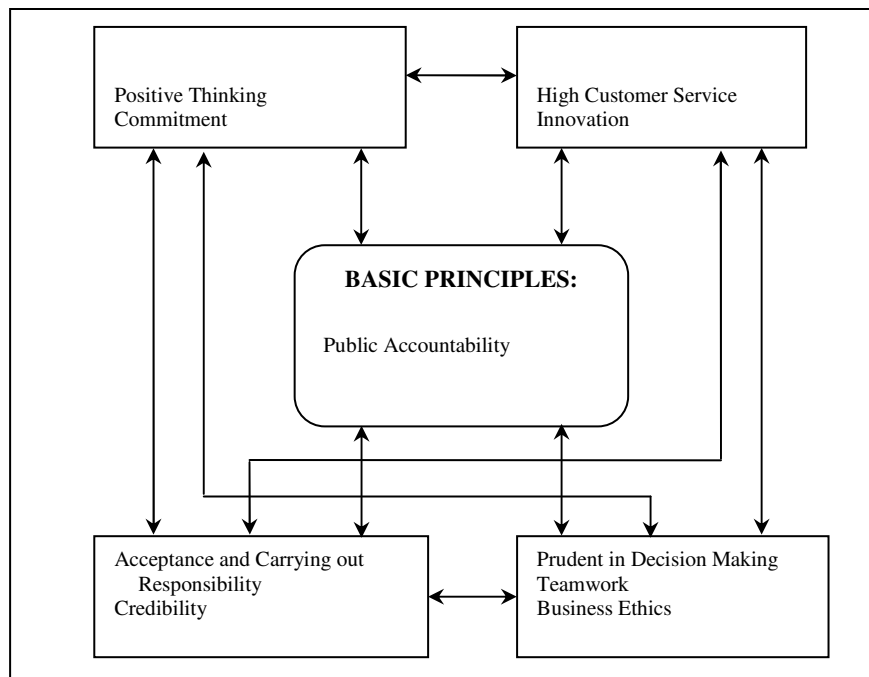 Positive Thinking
Commitment
High Customer Service
Innovation
BASIC PRINCIPLES:
Public Accountability
Acceptance and Carrying out
Responsibility
Credibility
Prudent in Decision Making
Teamwork
Business Ethics